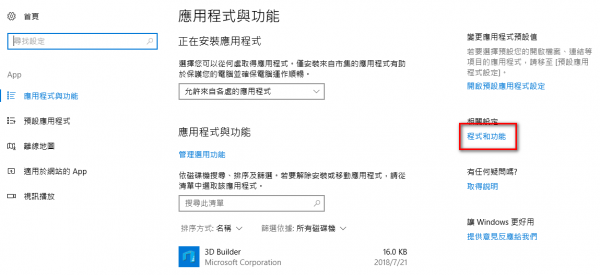 首頁
尋找設定
App
應用程式與功能
預設應用程式
離線地圖
適用於網站的 App
視訊播放
應用程式與功能
正在安裝應用程式
選擇您可以從何處取得應用程式。僅安裝來自市集的應用程式有助
於保護您的電腦並確保電腦運作順暢。
允許來自各處的應用程式
應用程式與功能
管理選用功能
依磁碟機搜尋、排序及篩選。若要解除安裝或移動應用程式，請從
清單中選取該應用程式。
搜尋此清單
排序方式: 名稱
篩選依據: 所有磁碟機
3D Builder
16.0 KB
Microsoft Corporation
2018/7/21
變更應用程式預設值
若要選擇預設您的開啟檔案、連結等
項目的應用程式，請移至 [預設應用
程式設定]。
開啟預設應用程式設定
相關設定
程式和功能
有任何疑問嗎?
取得說明
讓 Windows 更好用
提供意見反應給我們